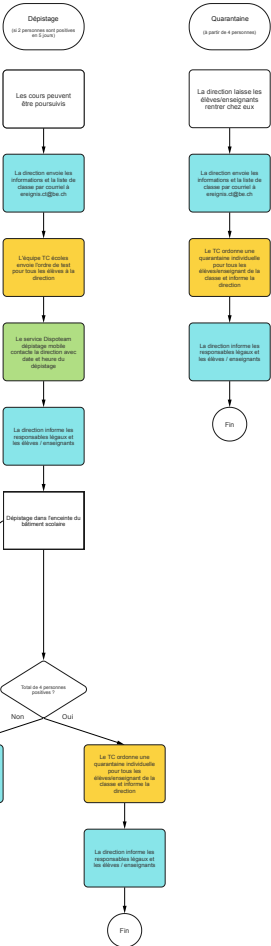 Dépistage
(si 2 personnes sont positives
en 5 jours)
Les cours peuvent
être poursuivis
La direction envoie les
informations et la liste de
classe par courriel à
ereignis.ct@be.ch
L'équipe TC écoles
envoie l'ordre de test
pour tous les élèves à la
direction
Le service Dispoteam
dépistage mobile
contacte la direction avec
date et heure du
dépistage
La direction informe les
responsables légaux et
les élèves / enseignants
Dépistage dans l'enceinte du
bâtiment scolaire
Total de 4 personnes
positives ?
Non
Oui
Le TC ordonne une
quarantaine individuelle
pour tous les
élèves/enseignant de la
classe et informe la
direction
La direction informe les
responsables légaux et
les élèves / enseignants
Fin
Quarantaine
(à partir de 4 personnes)
La direction laisse les
élèves/enseignants
rentrer chez eux
La direction envoie les
informations et la liste de
classe par courriel à
ereignis.ct@be.ch
Le TC ordonne une
quarantaine individuelle
pour tous les
élèves/enseignant de la
classe et informe la
direction
La direction informe les
responsables légaux et
les élèves / enseignants
Fin